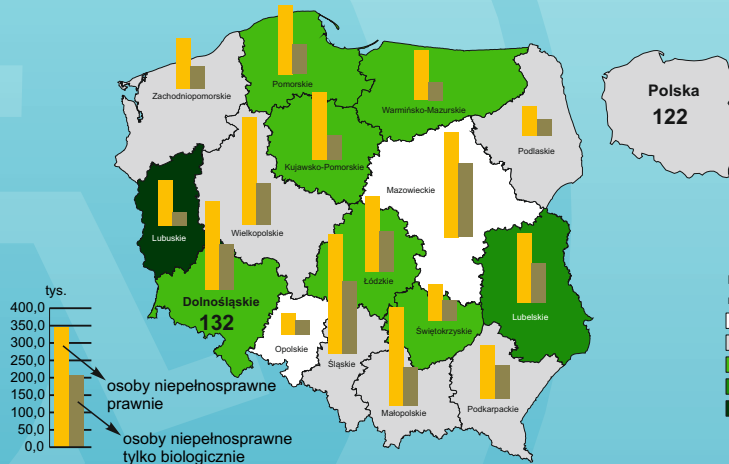 Zachodniopomorskie
Pomorskie
Warmińsko-Mazurskie
Podlaskie
Polska
122
Kujawsko-Pomorskie
Mazowieckie
Lubuskie
Wielkopolskie
Łódzkie
Lubelskie
Dolnośląskie
132
Opolskie
Śląskie
Świętokrzyskie
Małopolskie
Podkarpackie
tys.
400,0
350,0
300,0
250,0
200,0
150,0
100,0
50,0
0,0
osoby niepełnosprawne
prawnie
osoby niepełnosprawne
tylko biologicznie